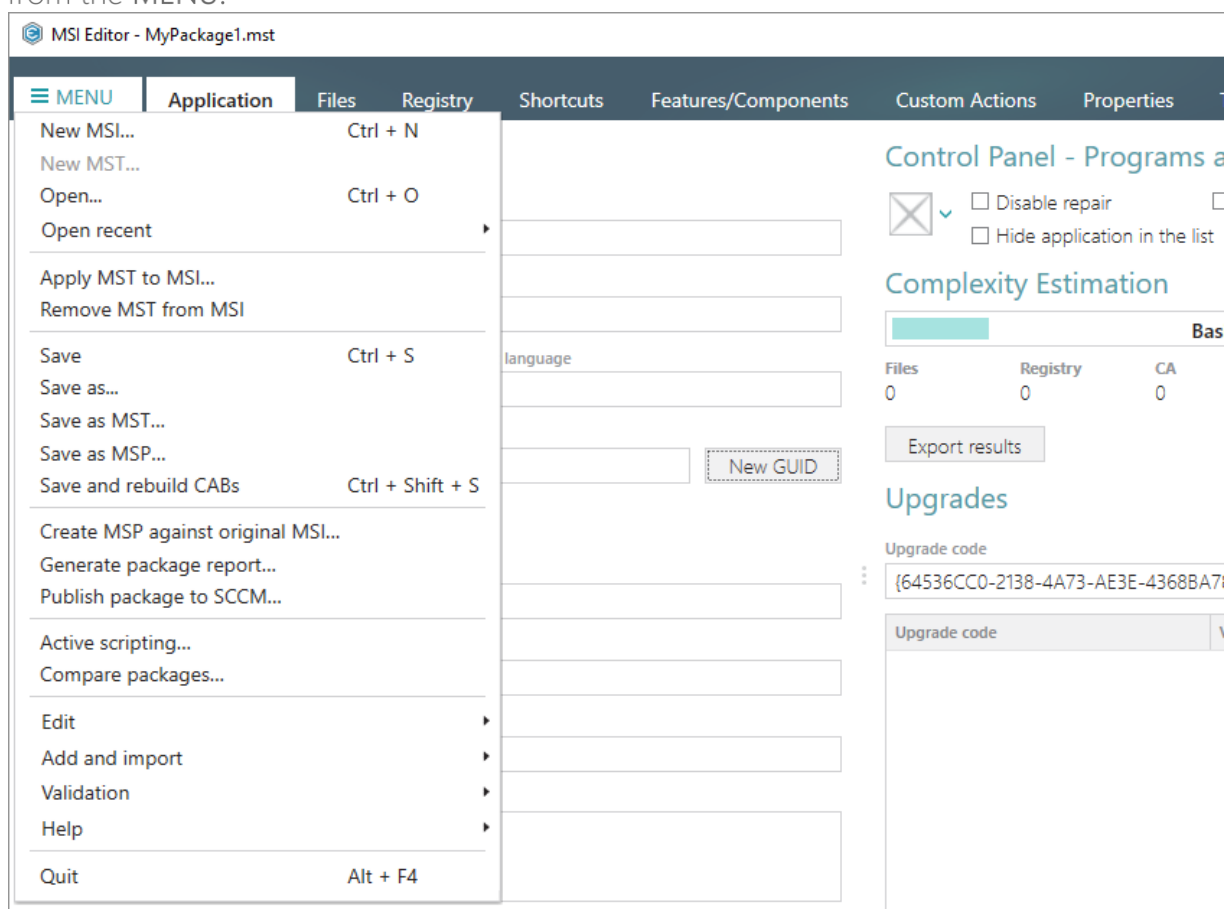 from the MENU.
MSI Editor - MyPackage1.mst
MENU Application Files Registry Shortcuts Features/Components Custom Actions Properties
New MSI... Ctrl + N
New MST...
Open... Ctrl + O
Open recent
Apply MST to MSI...
Remove MST from MSI
Save Ctrl + S
Save as...
Save as MST...
Save as MSP...
Save and rebuild CABs Ctrl + Shift + S
Create MSP against original MSI...
Generate package report...
Publish package to SCCM...
Active scripting...
Compare packages...
Edit
Add and import
Validation
Help
Quit Alt + F4
language
New GUID
Control Panel - Programs a
Disable repair
Hide application in the list
Complexity Estimation
Bas
Files Registry CA
0 0 0
Export results
Upgrades
Upgrade code
{64536CC0-2138-4A73-AE3E-4368BA78
Upgrade code